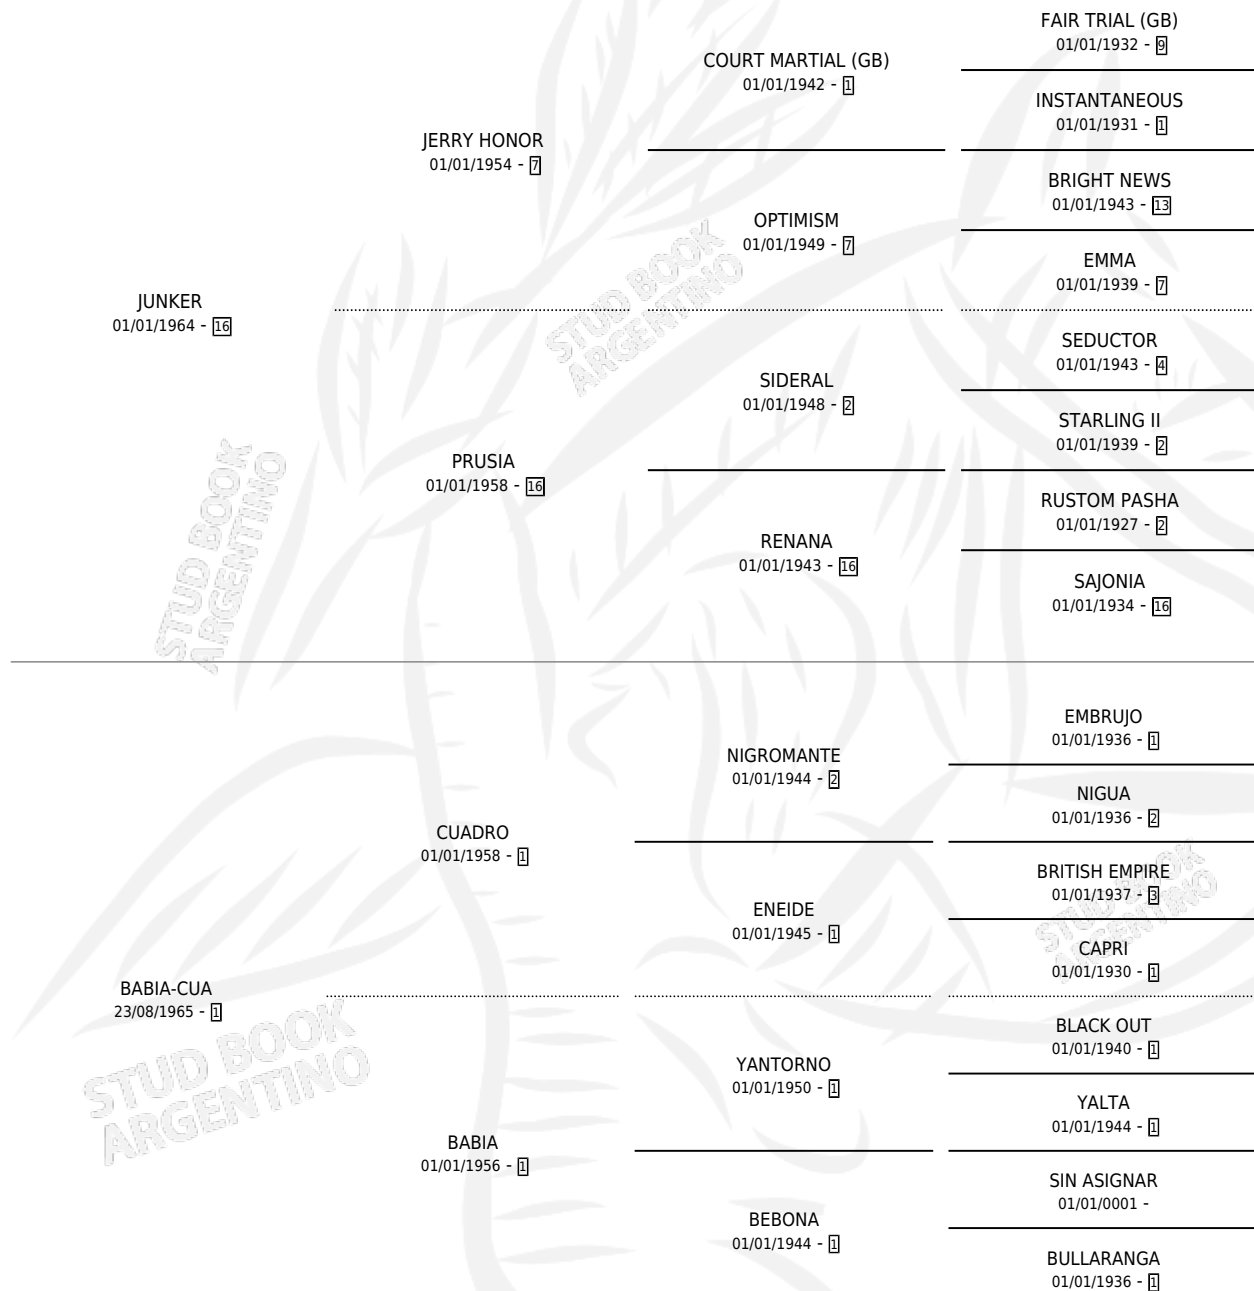 FAIR TRIAL (GB)
01/01/1932 - 9
COURT MARTIAL (GB)
01/01/1942 - 1
INSTANTANEOUS
01/01/1931 - 1
JERRY HONOR
01/01/1954 - 7
BRIGHT NEWS
01/01/1943 - 13
OPTIMISM
01/01/1949 - 7
EMMA
01/01/1939 - 7
JUNKER
01/01/1964 - 16
SEDUCTOR
01/01/1943 - 4
SIDERAL
01/01/1948 - 2
STARLING II
01/01/1939 - 2
PRUSIA
01/01/1958 - 16
RUSTOM PASHA
01/01/1927 - 2
RENANA
01/01/1943 - 16
SAJONIA
01/01/1934 - 16
EMBRUJO
01/01/1936 - 1
NIGROMANTE
01/01/1944 - 2
NIGUA
01/01/1936 - 2
CUADRO
01/01/1958 - 1
BRITISH EMPIRE
01/01/1937 - 3
ENEIDE
01/01/1945 - 1
CAPRI
01/01/1930 - 1
BABIA-CUA
23/08/1965 - 1
BLACK OUT
01/01/1940 - 1
YANTORNO
01/01/1950 - 1
YALTA
01/01/1944 - 1
BABIA
01/01/1956 - 1
SIN ASIGNAR
01/01/0001 -
BEBONA
01/01/1944 - 1
BULLARANGA
01/01/1936 - 1
STUD BOOK
ARGENTINO
STUD BOOK
ARGENTINO
STUD BOOK
ARGENTINO
STUD BOOK
ARGENTINO